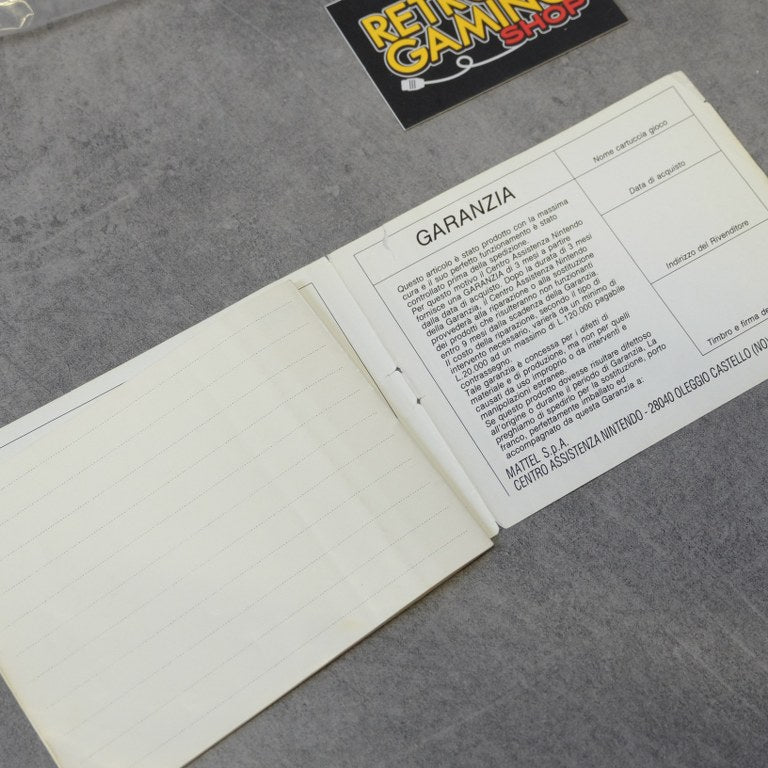 RETRO
GAMING
SHOP
GARANZIA
Questo articolo è stato prodotto con la massima
cura e il suo perfetto funzionamento è stato
controllato prima della spedizione.
Per questo motivo il Centro Assistenza Nintendo
fornisce una GARANZIA di 3 mesi a partire
dalla data di acquisto. Dopo la durata di 3 mesi
della Garanzia, il Centro Assistenza Nintendo
provvederà alla riparazione o alla sostituzione
dei prodotti che risulteranno non funzionanti
entro 9 mesi dalla scadenza della Garanzia.
Il costo della riparazione, secondo il tipo di
intervento necessario, varierà da un minimo di
L.20.000 ad un massimo di L.120.000 pagabile
contrassegno.
Tale garanzia è concessa per i difetti di
materiale e di produzione, ma non per quelli
causati da uso improprio o da interventi e
manipolazioni estranee.
Se questo prodotto dovesse risultare difettoso
all'origine o durante il periodo di Garanzia. La
preghiamo di spedirlo per la sostituzione, porto
franco, perfettamente imballato ed
accompagnato da questa Garanzia a:
MATTEL S.p.A.
CENTRO ASSISTENZA NINTENDO - 28040 OLEGGIO CASTELLO (NO)
Nome cartuccia gioco
Data di acquisto
Indirizzo del Rivenditore
Timbro e firma de